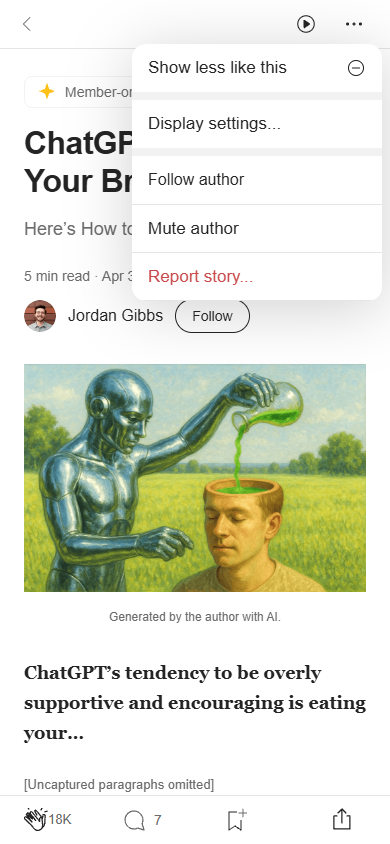 Show less like this
Member-on
Display settings...
ChatGP
Your Br
Follow author
Here's How to
Mute author
5 min read · Apr 3
Report story...
Jordan Gibbs
Follow
Generated by the author with AI.
ChatGPT's tendency to be overly
supportive and encouraging is eating
your...
[Uncaptured paragraphs omitted]
18K
7